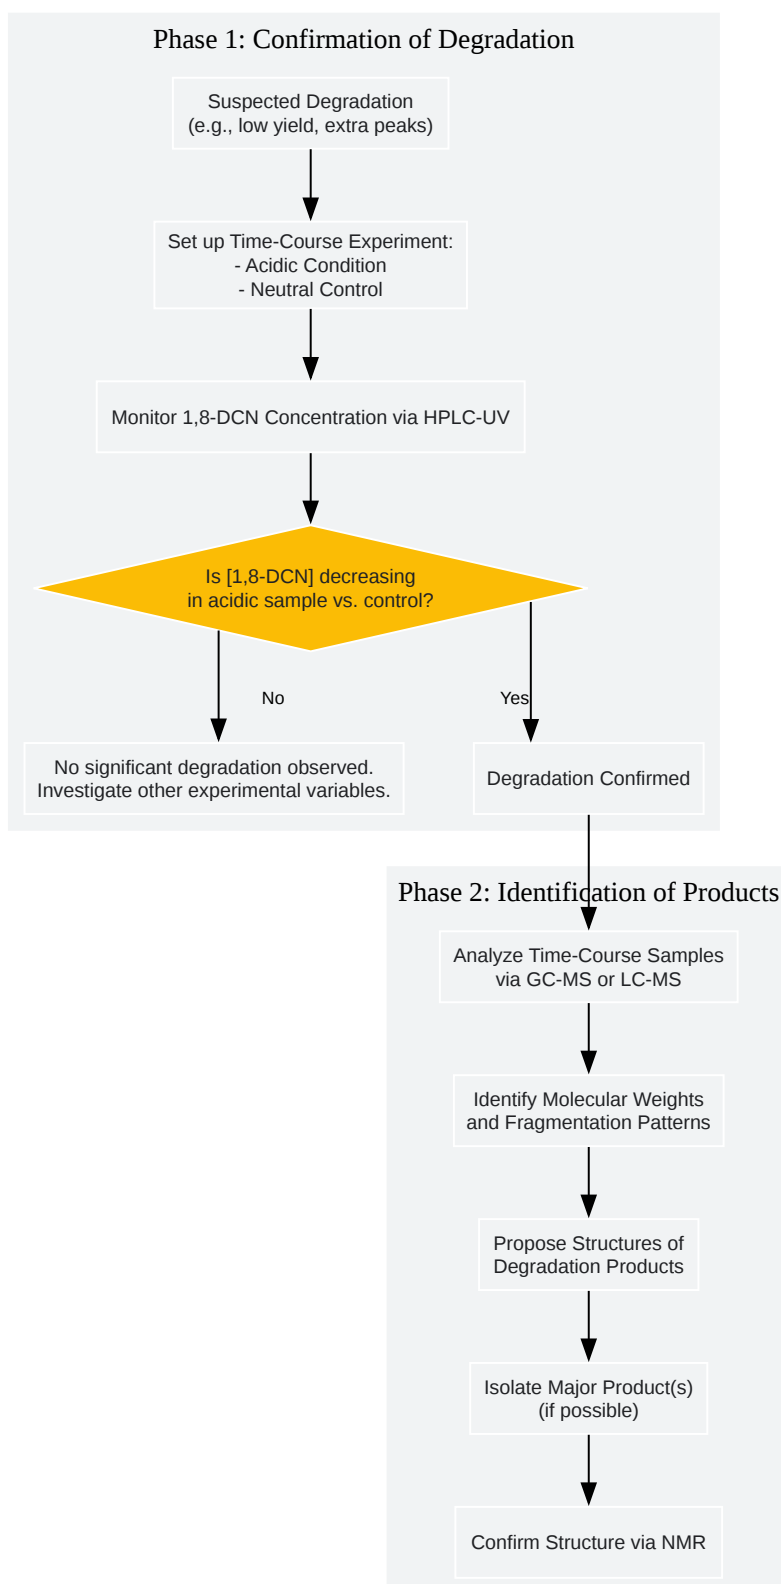 Phase 1: Confirmation of Degradation
Suspected Degradation
(e.g., low yield, extra peaks)
Set up Time-Course Experiment:
- Acidic Condition
- Neutral Control
Monitor 1,8-DCN Concentration via HPLC-UV
Is [1,8-DCN] decreasing
in acidic sample vs. control?
No
Yes
No significant degradation observed.
Investigate other experimental variables.
Degradation Confirmed
Phase 2: Identification of Products
Analyze Time-Course Samples
via GC-MS or LC-MS
Identify Molecular Weights
and Fragmentation Patterns
Propose Structures of
Degradation Products
Isolate Major Product(s)
(if possible)
Confirm Structure via NMR